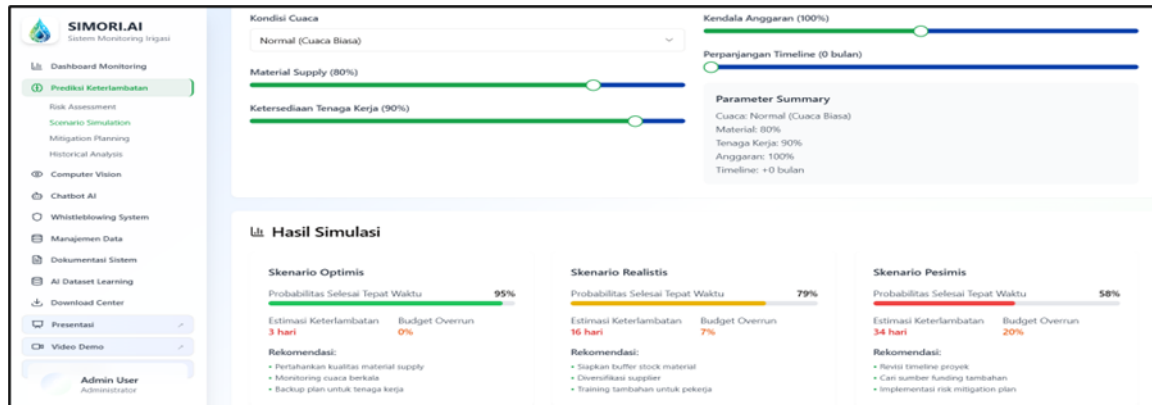 SIMORI.AI
Sistem Monitoring Irigasi
Dashboard Monitoring
Prediksi Keterlambatan
Risk Assessment
Scenario Simulation
Mitigation Planning
Historical Analysis
Computer Vision
Chatbot AI
Whistleblowing System
Manajemen Data
Dokumentasi Sistem
AI Dataset Learning
Download Center
Presentasi
Video Demo
Admin User
Administrator
Kondisi Cuaca
Normal (Cuaca Biasa)
Material Supply (80%)
Ketersediaan Tenaga Kerja (90%)
Kendala Anggaran (100%)
Perpanjangan Timeline (0 bulan)
Parameter Summary
Cuaca: Normal (Cuaca Biasa)
Material: 80%
Tenaga Kerja: 90%
Anggaran: 100%
Timeline: +0 bulan
Hasil Simulasi
Skenario Optimis
Probabilitas Selesai Tepat Waktu 95%
Estimasi Keterlambatan Budget Overrun
3 hari 0%
Rekomendasi:
• Pertahankan kualitas material supply
• Monitoring cuaca berkala
• Backup plan untuk tenaga kerja
Skenario Realistis
Probabilitas Selesai Tepat Waktu 79%
Estimasi Keterlambatan Budget Overrun
16 hari 7%
Rekomendasi:
• Siapkan buffer stock material
• Diversifikasi supplier
• Training tambahan untuk pekerja
Skenario Pesimis
Probabilitas Selesai Tepat Waktu 58%
Estimasi Keterlambatan Budget Overrun
34 hari 20%
Rekomendasi:
• Revisi timeline proyek
• Cari sumber funding tambahan
• Implementasi risk mitigation plan